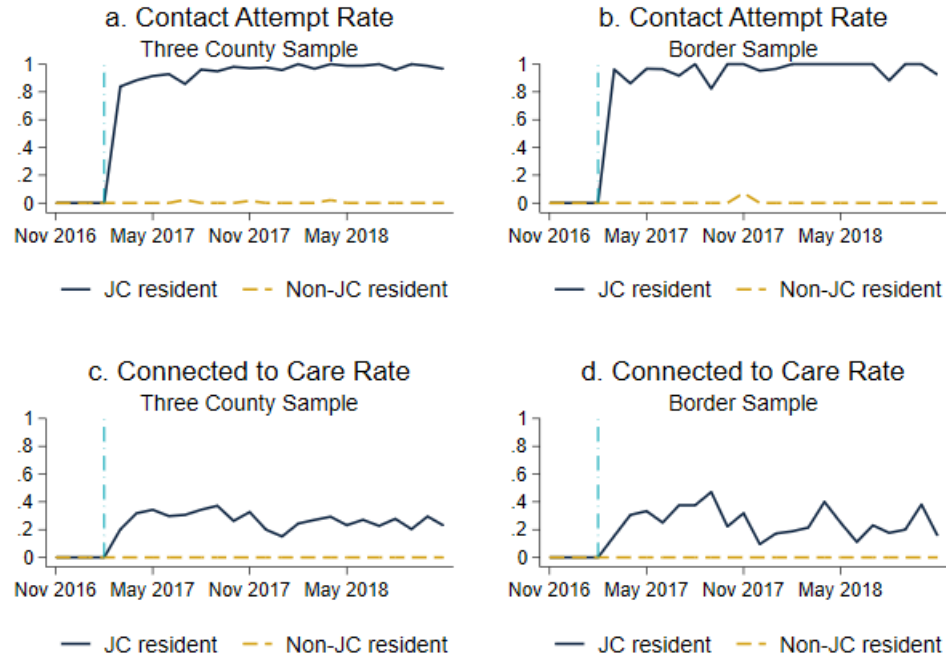 a. Contact Attempt Rate
Three County Sample
1
.8
.6
.4
.2
0
Nov 2016 May 2017 Nov 2017 May 2018
JC resident Non-JC resident
b. Contact Attempt Rate
Border Sample
1
.8
.6
.4
.2
0
Nov 2016 May 2017 Nov 2017 May 2018
JC resident Non-JC resident
c. Connected to Care Rate
Three County Sample
1
.8
.6
.4
.2
0
Nov 2016 May 2017 Nov 2017 May 2018
JC resident Non-JC resident
d. Connected to Care Rate
Border Sample
1
.8
.6
.4
.2
0
Nov 2016 May 2017 Nov 2017 May 2018
JC resident Non-JC resident